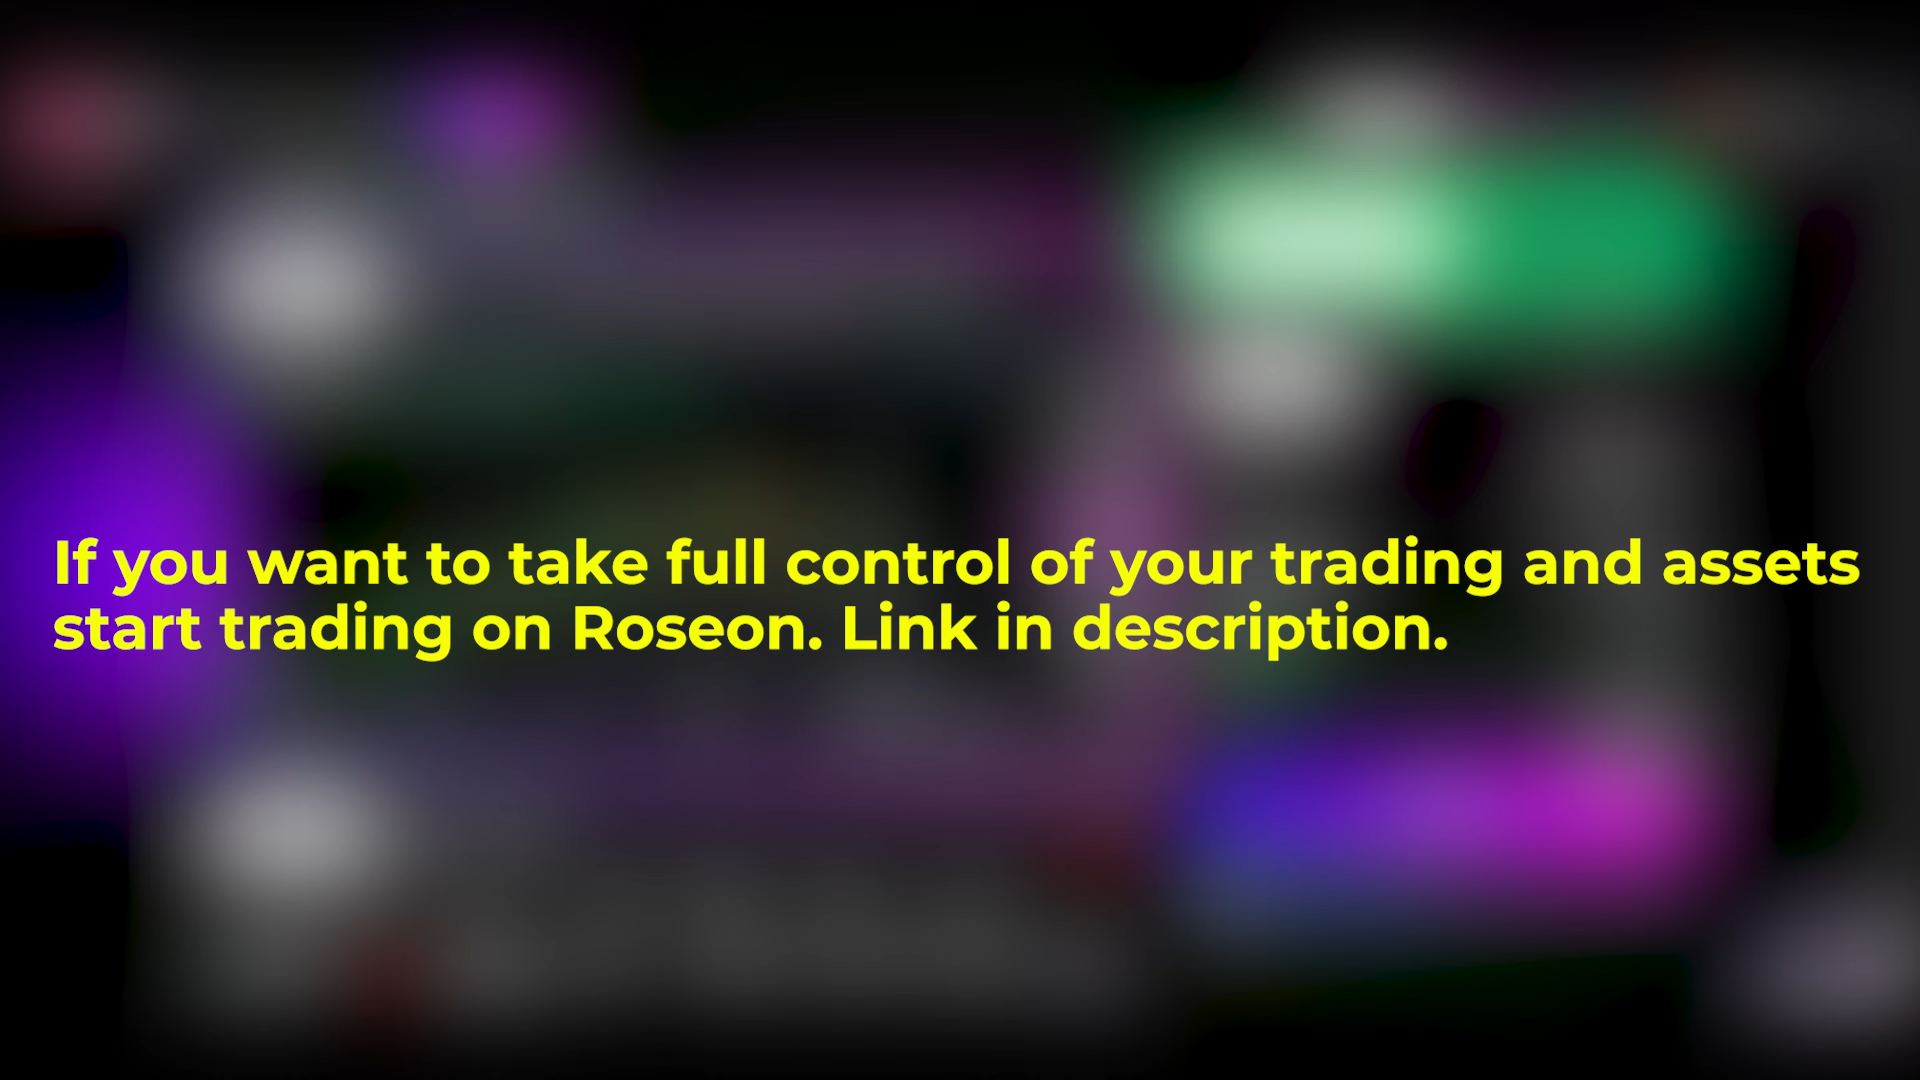 If you want to take full control of your trading and assets
start trading on Roseon. Link in description.